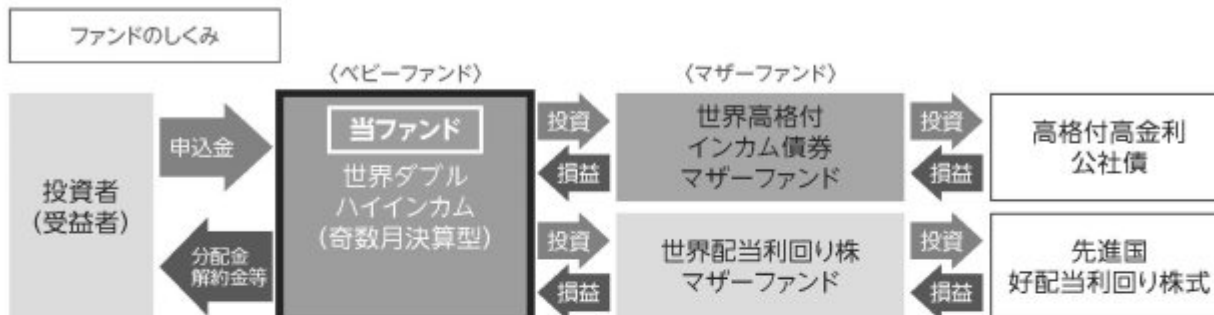 ファンドのしくみ
〈ベビーファンド〉
〈マザーファンド〉
投資者
(受益者)
申込金
分配金
解約金等
当ファンド
世界ダブル
ハイインカム
(奇数月決算型)
投資
損益
世界高格付
インカム債券
マザーファンド
投資
損益
高格付高金利
公社債
投資
損益
世界配当利回り株
マザーファンド
投資
損益
先進国
好配当利回り株式